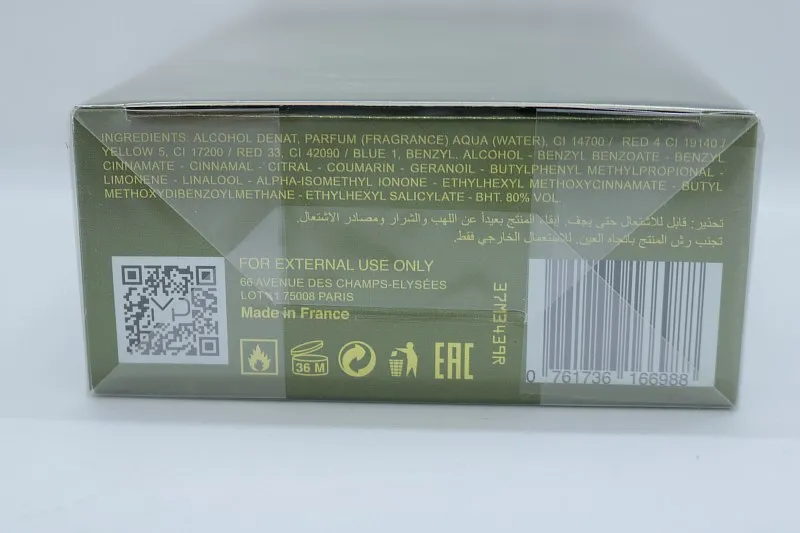 INGREDIENTS: ALCOHOL DENAT, PARFUM (FRAGRANCE) AQUA (WATER), CI 14700 / RED 4 CI 19140 /
YELLOW 5, CI 17200 / RED 33, CI 42090 / BLUE 1, BENZYL. ALCOHOL - BENZYL BENZOATE - BENZYL
CINNAMATE - CINNAMAL - CITRAL - COUMARIN - GERANOIL - BUTYLPHENYL METHYLPROPIONAL -
LIMONENE - LINALOOL - ALPHA-ISOMETHYL IONONE - ETHYLHEXYL METHOXYCINNAMATE - BUTYL
METHOXYDIBENZOYLMETHANE - ETHYLHEXYL SALICYLATE - BHT. 80% VOL.
تحذير: قابل للاشتعال حتى يجف. ابقاء المنتج بعيداً عن اللهب والشرار ومصادر الاشتعال.
تجنب رش المنتج باتجاه العين. للاستعمال الخارجي فقط.
MP
FOR EXTERNAL USE ONLY
66 AVENUE DES CHAMPS-ELYSÉES
75008 PARIS
Made in France
36 M
EAC
0 761736 166988